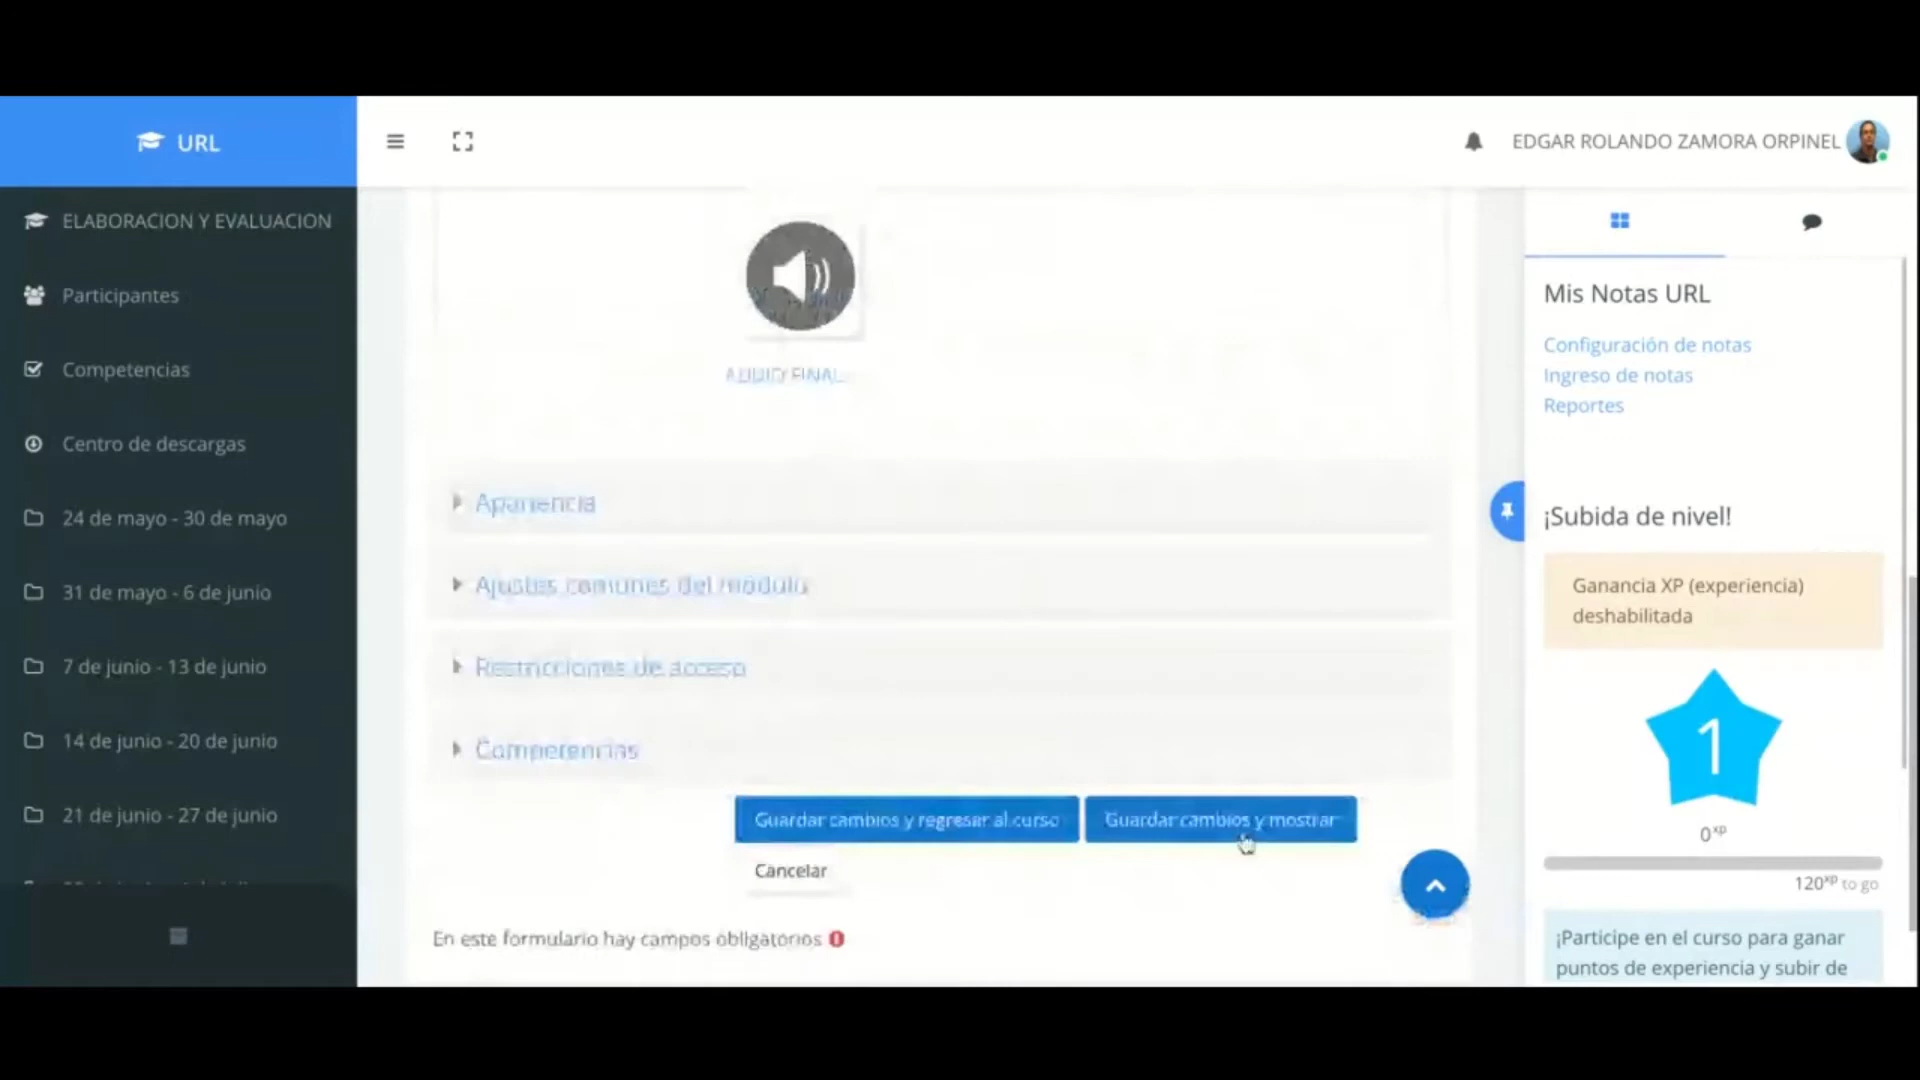 URL
EDGAR ROLANDO ZAMORA ORPINEL
ELABORACION Y EVALUACION
Participantes
Competencias
Centro de descargas
24 de mayo - 30 de mayo
31 de mayo - 6 de junio
7 de junio - 13 de junio
14 de junio - 20 de junio
21 de junio - 27 de junio
AUDIO FINAL
Apariencia
Ajustes comunes del módulo
Restricciones de acceso
Competencias
Guardar cambios y regresar al curso
Guardar cambios y mostrar
Cancelar
En este formulario hay campos obligatorios
Mis Notas URL
Configuración de notas
Ingreso de notas
Reportes
¡Subida de nivel!
Ganancia XP (experiencia)
deshabilitada
1
0xp
120xp to go
¡Participe en el curso para ganar
puntos de experiencia y subir de